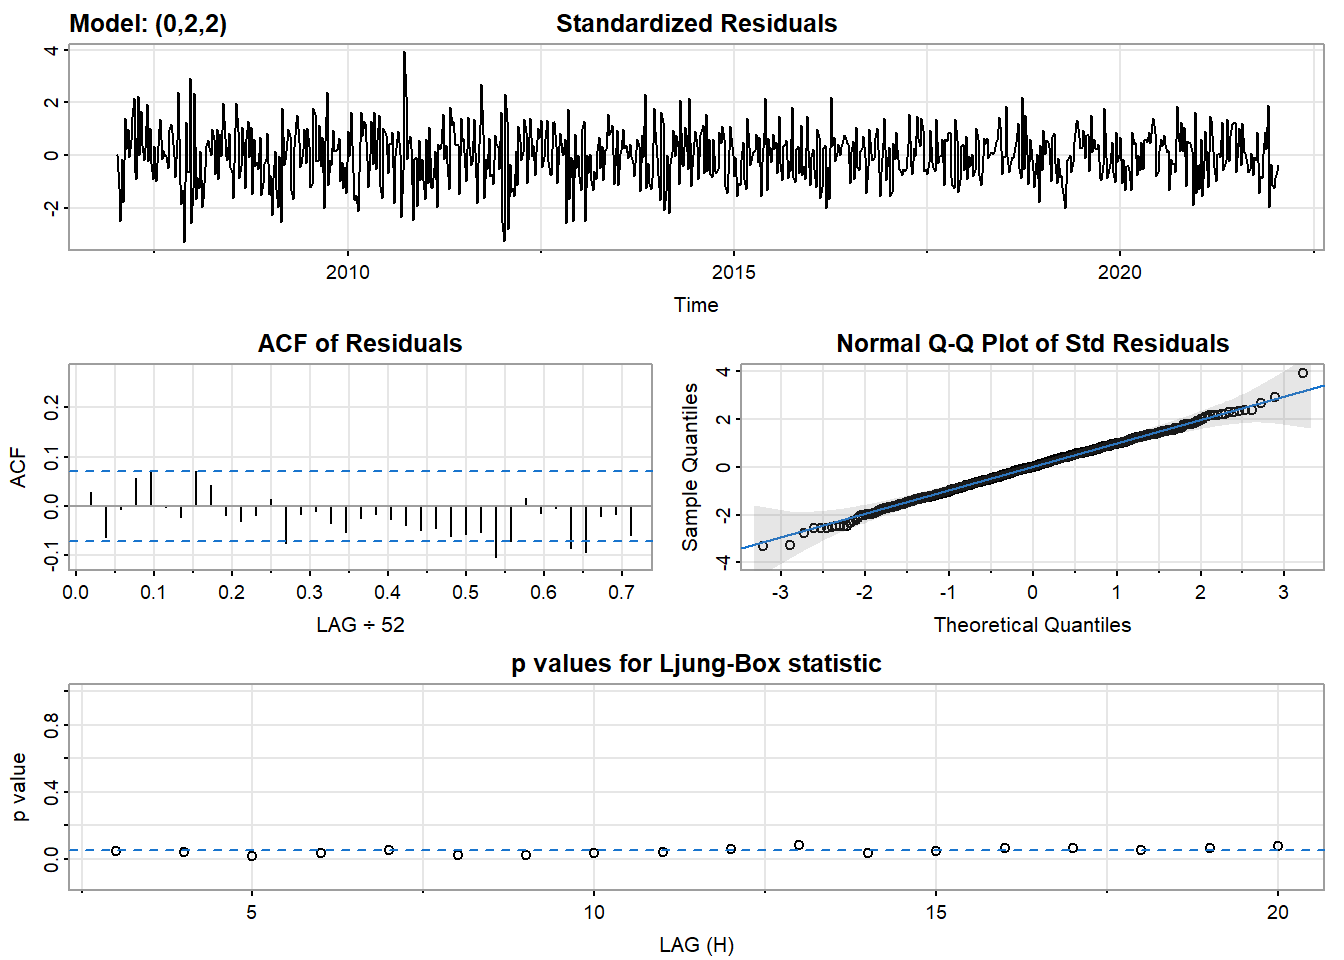 Model: (0,2,2) Standardized Residuals
4
2
0
-2
2010 2015 2020
Time
ACF of Residuals
ACF
0.2
0.1
0.0
-0.1
0.0 0.1 0.2 0.3 0.4 0.5 0.6 0.7
LAG ÷ 52
Normal Q-Q Plot of Std Residuals
Sample Quantiles
4
2
0
-2
-4
-3 -2 -1 0 1 2 3
Theoretical Quantiles
p values for Ljung-Box statistic
p value
0.8
0.4
0.0
5 10 15 20
LAG (H)